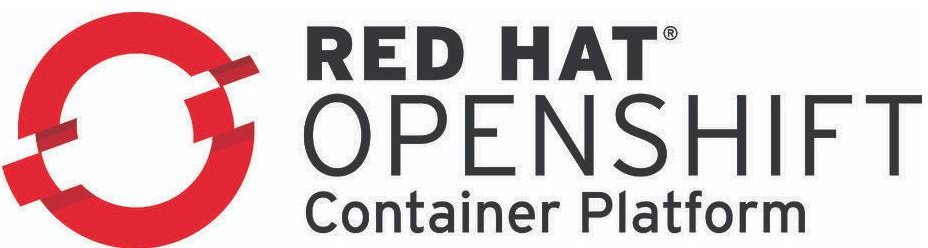 RED HAT®
OPENSHIFT
Container Platform